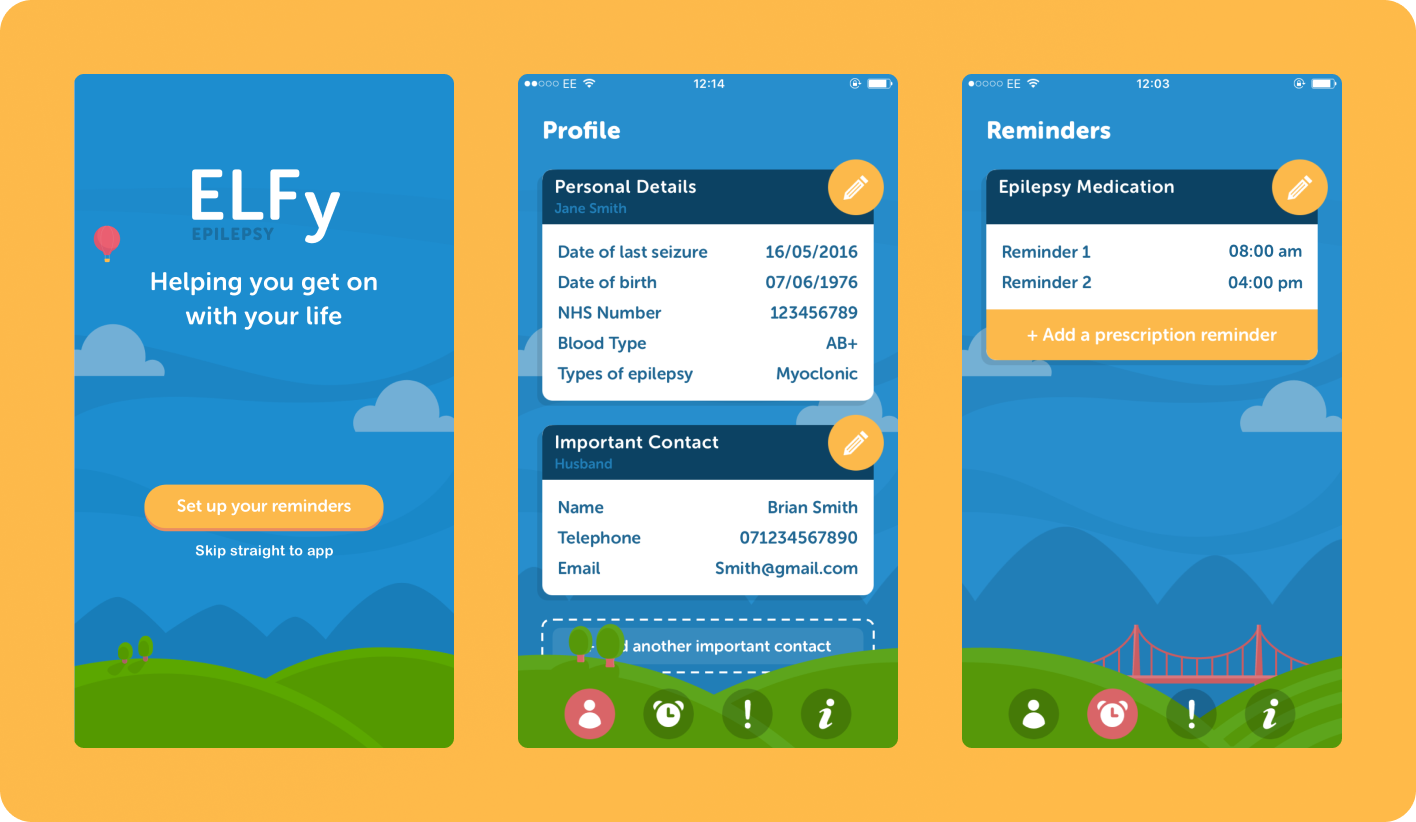 ELFy
EPILEPSY
Helping you get on
with your life
Set up your reminders
Skip straight to app
EE 12:14
Profile
Personal Details
Jane Smith
Date of last seizure 16/05/2016
Date of birth 07/06/1976
NHS Number 123456789
Blood Type AB+
Types of epilepsy Myoclonic
Important Contact
Husband
Name Brian Smith
Telephone 071234567890
Email Smith@gmail.com
another important contact
EE 12:03
Reminders
Epilepsy Medication
Reminder 1 08:00 am
Reminder 2 04:00 pm
+ Add a prescription reminder